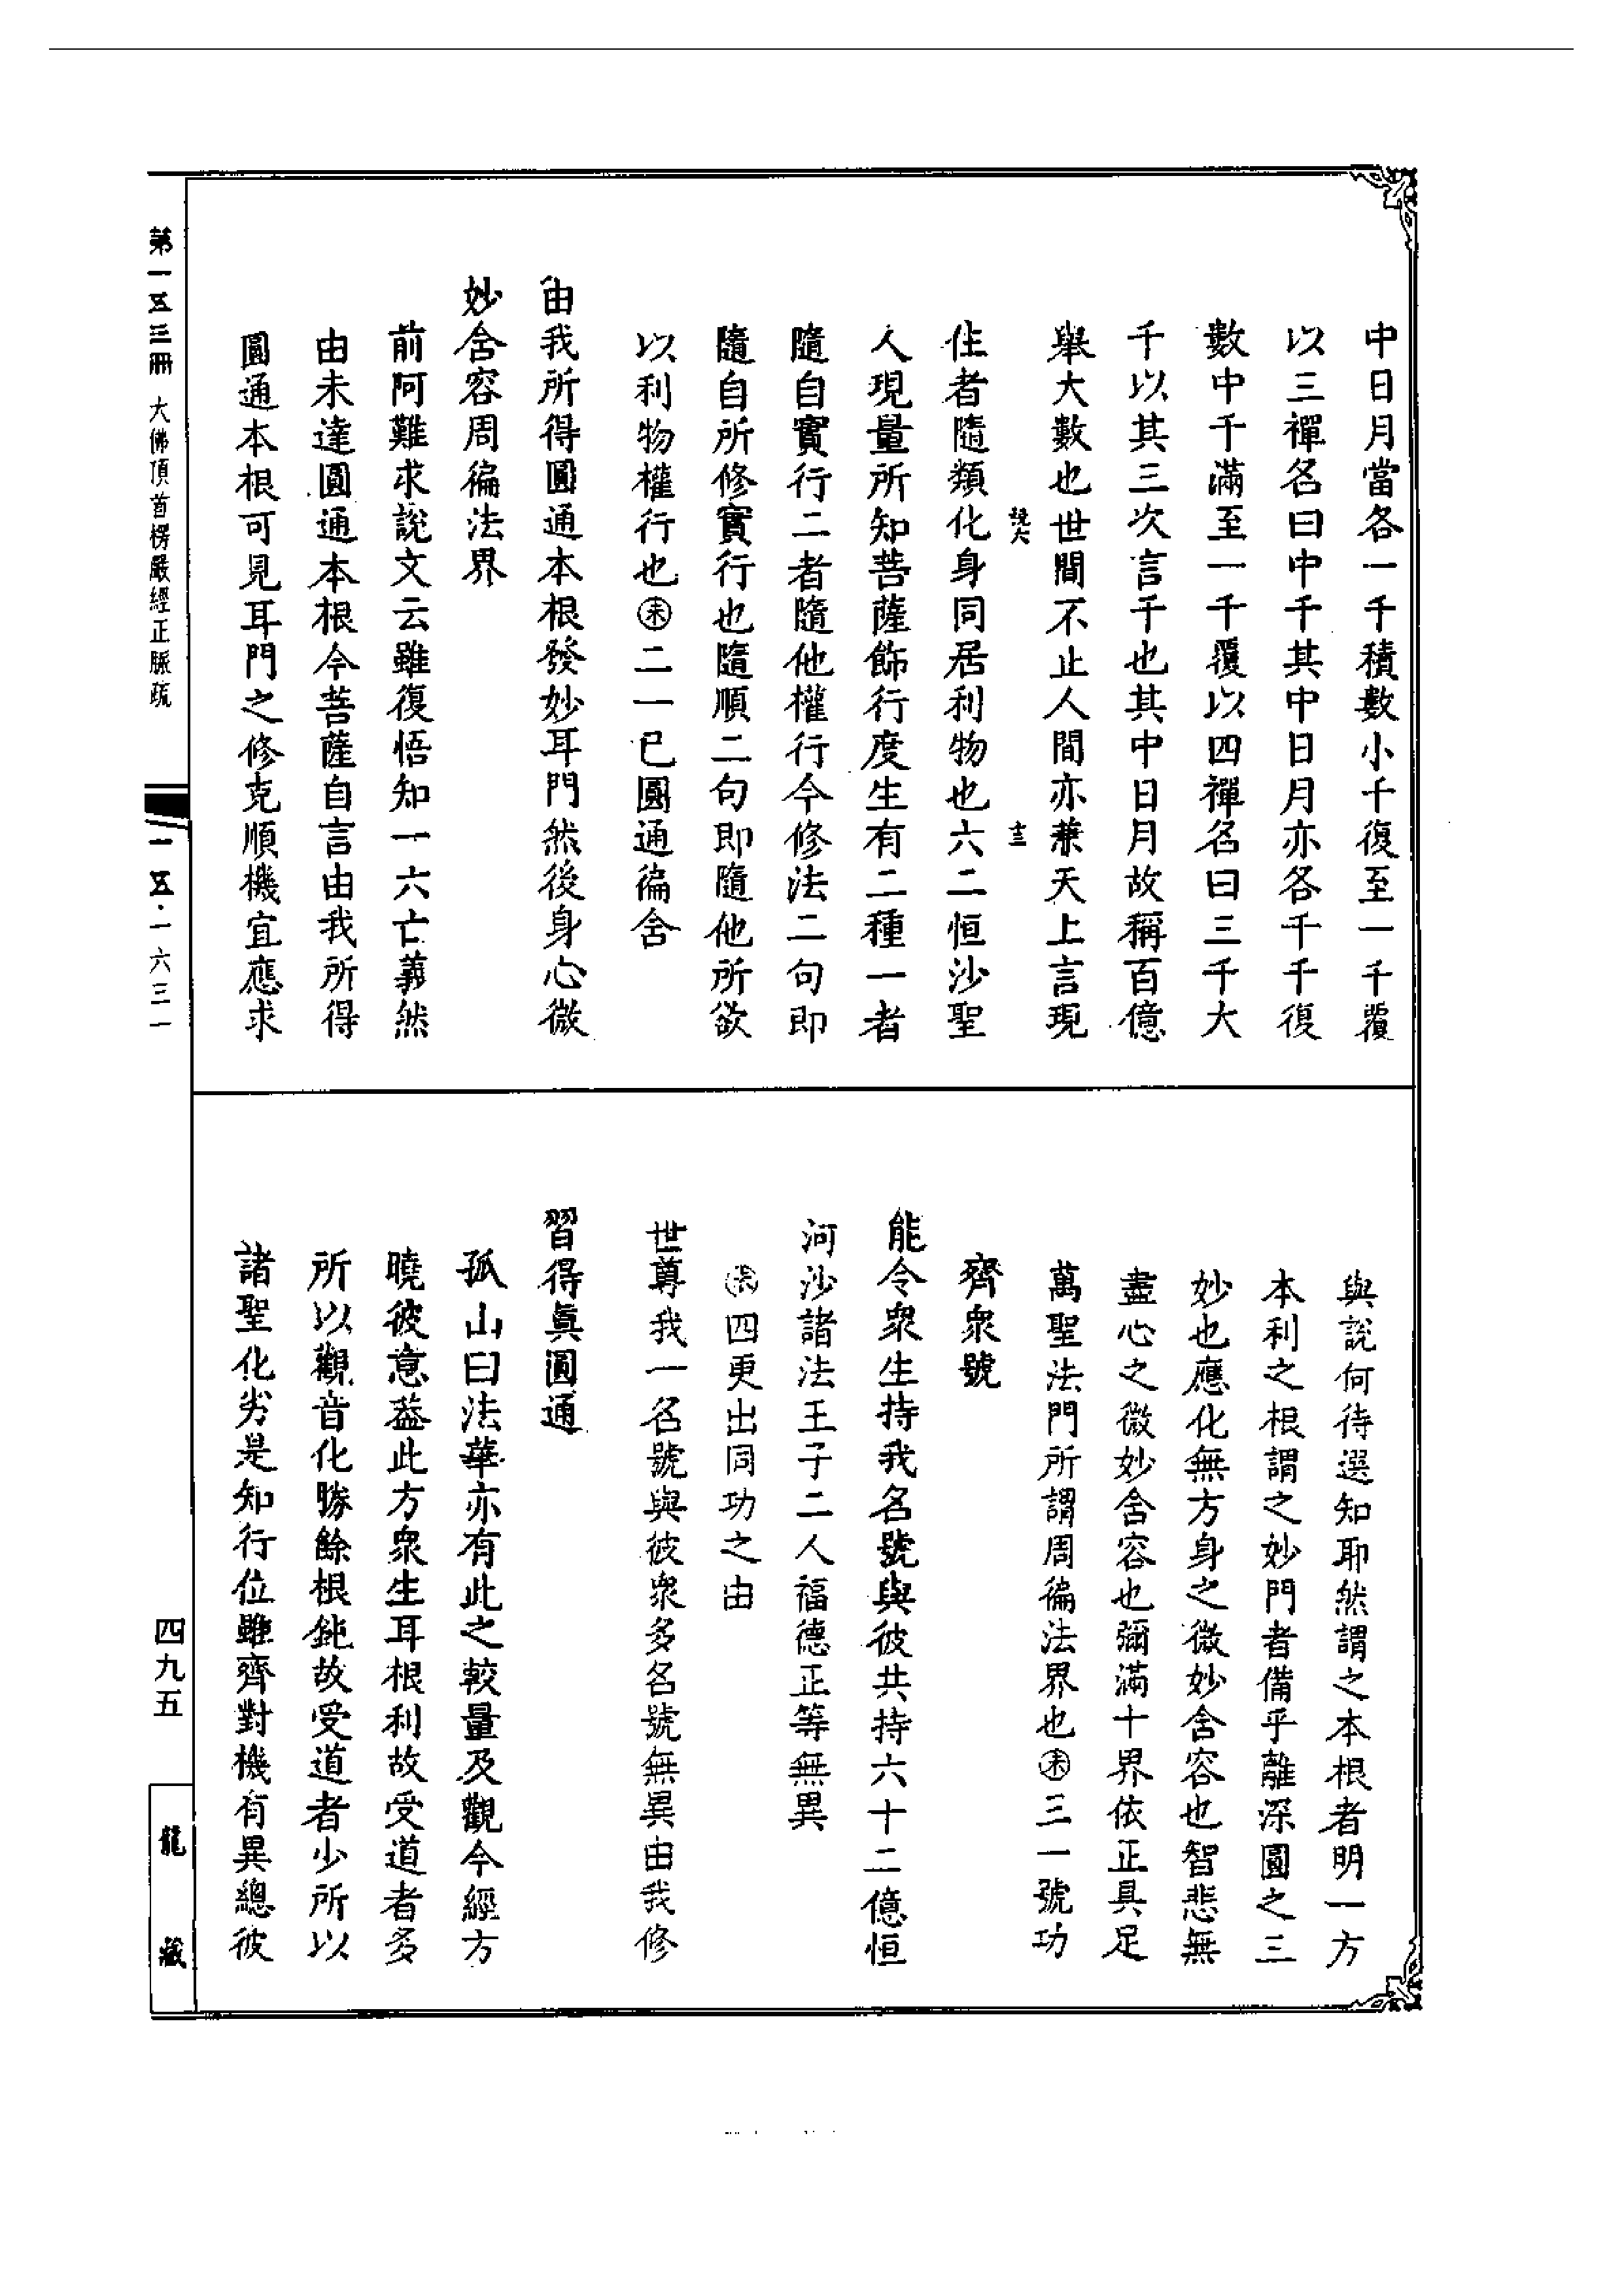 中日月當各一千積數小千復至一千覆
以三禪名曰中千其中日月亦各千千復
數中千滿至一千覆以四禪名曰三千大
千以其三次言千也其中日月故稱百億
舉大數也世間不止人間亦兼天上言現
住者隨類化身同居利物也六二恒沙聖
人現量所知菩薩飾行度生有二種一者
隨自實行二者隨他權行今修法二句即
隨自所修實行也隨順二句即隨他所欲
以利物權行也㊍二一已圓通徧含
由我所得圓通本根發妙耳門然後身心微
妙含容周徧法界
前阿難求說文云雖復悟知一六亡義然
由未達圓通本根今菩薩自言由我所得
圓通本根可見耳門之修克順機宜應求
與說何待選知耶然謂之本根者明一方
本利之根謂之妙門者備乎離深圓之三
妙也應化無方身之微妙含容也智悲無
盡心之微妙含容也彌滿十界依正具足
萬聖法門所謂周徧法界也三一號功
齊衆號
能令衆生持我名號與彼共持六十二億恒
河沙諸法王子二人福德正等無異
四更出同功之由
世尊我一名號與彼衆多名號無異由我修
習得眞圓通
孤山曰法華亦有此之較量及觀今經方
曉彼意葢此方衆生耳根利故受道者多
所以觀音化勝餘根鈍故受道者少所以
諸聖化劣是知行位雖齊對機有異總彼
第一五三冊 大佛頂首楞嚴經正脈疏
一五·一六三一
四九五
龍藏